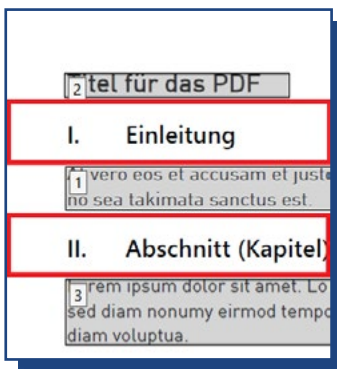 2 tel für das PDF
I. Einleitung
1 vero eos et accusam et
no sea takimata sanctus est.
II. Abschnitt (Kapitel)
3 rem ipsum dolor sit amet. Lo
sed diam nonumy eirmod tempo
diam voluptua.